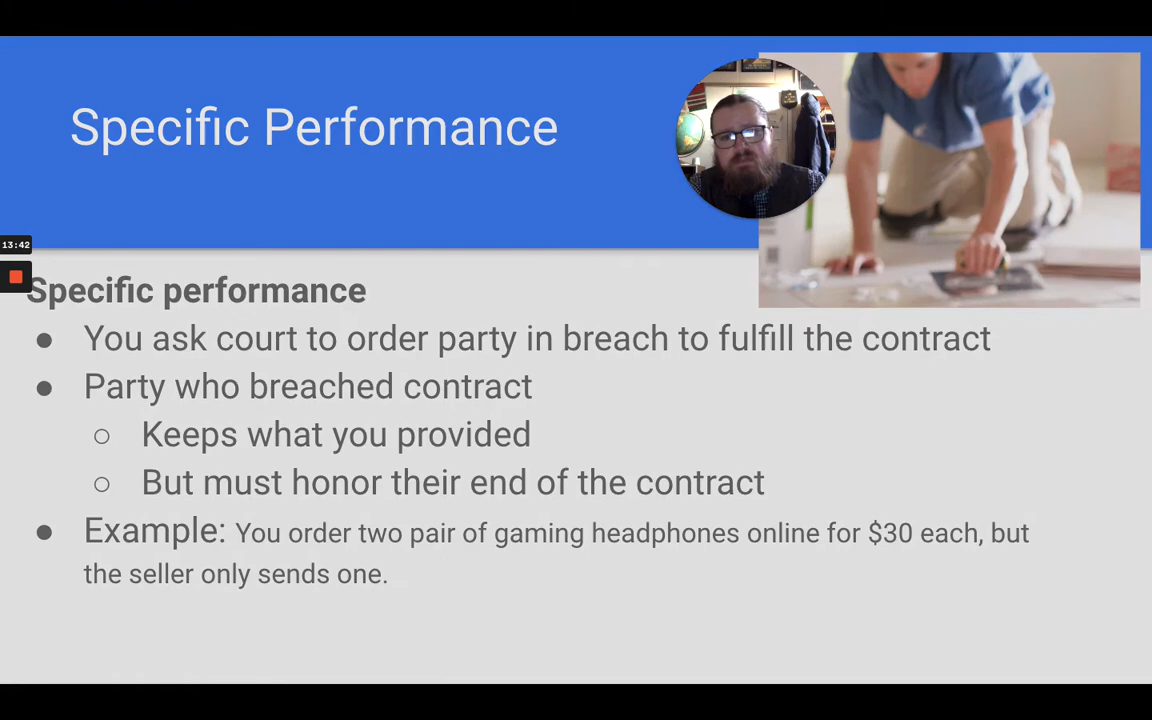 Specific Performance
13:42
Specific performance
● You ask court to order party in breach to fulfill the contract
● Party who breached contract
○ Keeps what you provided
○ But must honor their end of the contract
● Example: You order two pair of gaming headphones online for $30 each, but
the seller only sends one.